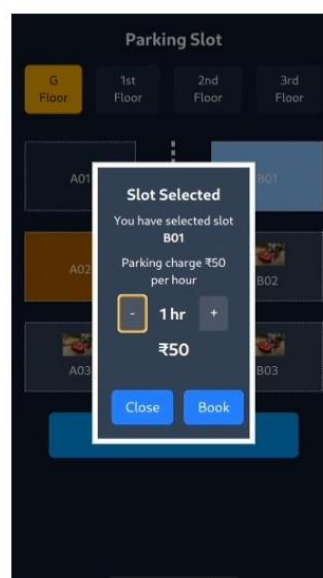 Parking Slot
G Floor
1st Floor
2nd Floor
3rd Floor
A01
B01
Slot Selected
You have selected slot
B01
Parking charge ₹50
per hour
- 1 hr +
₹50
Close Book
A02
B02
A03
B03